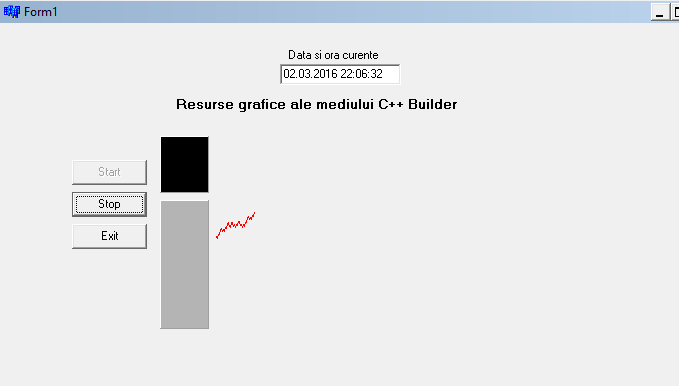 Form1
Data si ora curente
02.03.2016 22:06:32
Resurse grafice ale mediului C++ Builder
Start
Stop
Exit